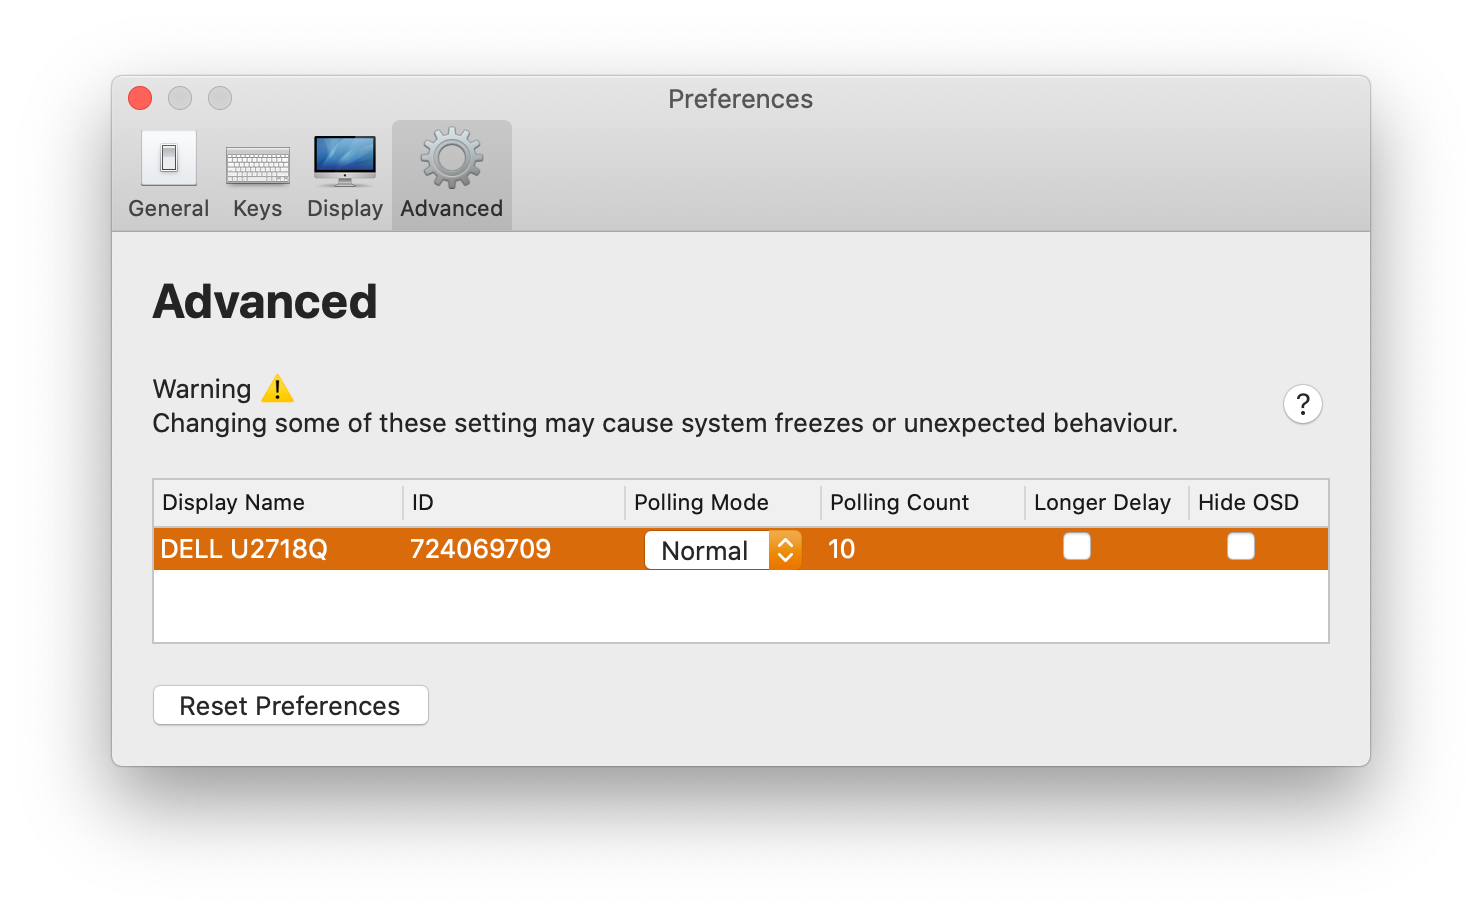 Preferences
General Keys Display Advanced
Advanced
Warning ⚠️
Changing some of these setting may cause system freezes or unexpected behaviour.
?
Display Name ID Polling Mode Polling Count Longer Delay Hide OSD
DELL U2718Q 724069709 Normal 10
Reset Preferences